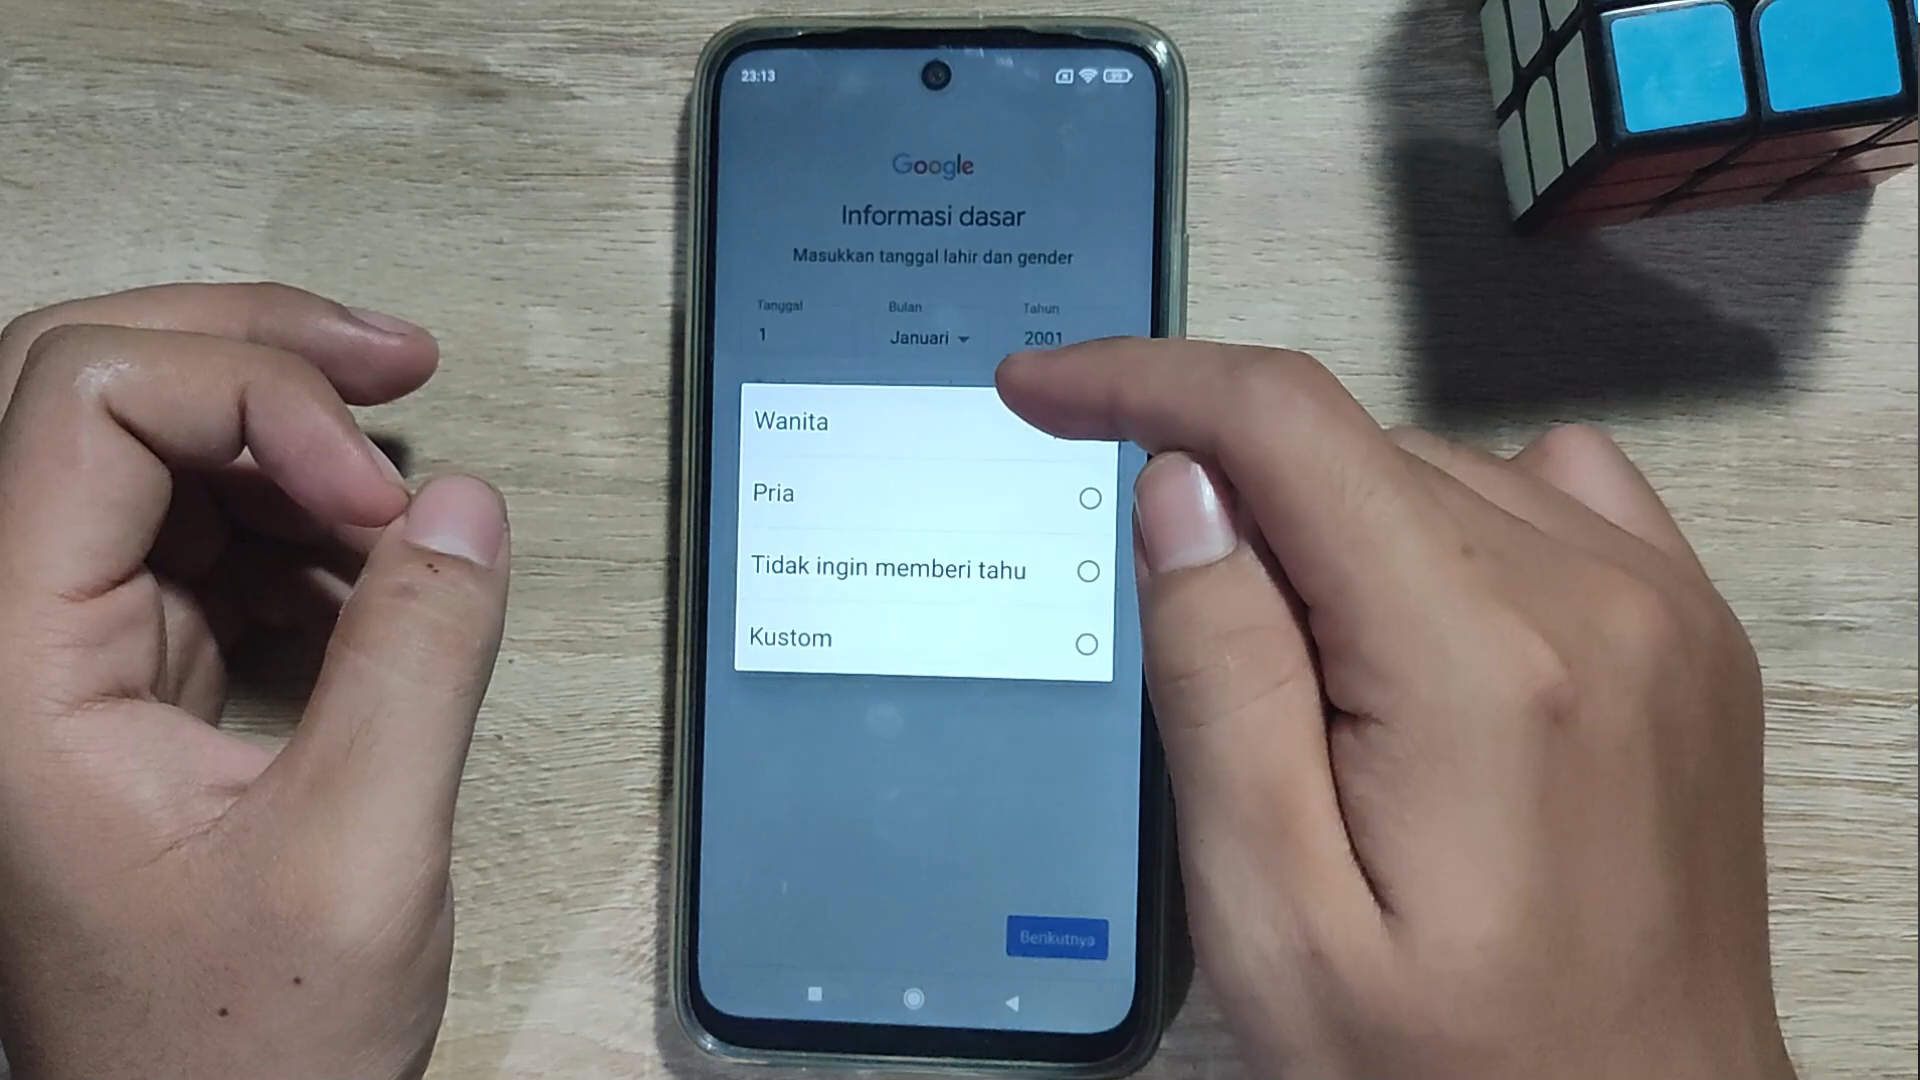 23:13
Google
Informasi dasar
Masukkan tanggal lahir dan gender
Tanggal Bulan Tahun
1 Januari 2001
Wanita
Pria
Tidak ingin memberi tahu
Kustom
Berikutnya